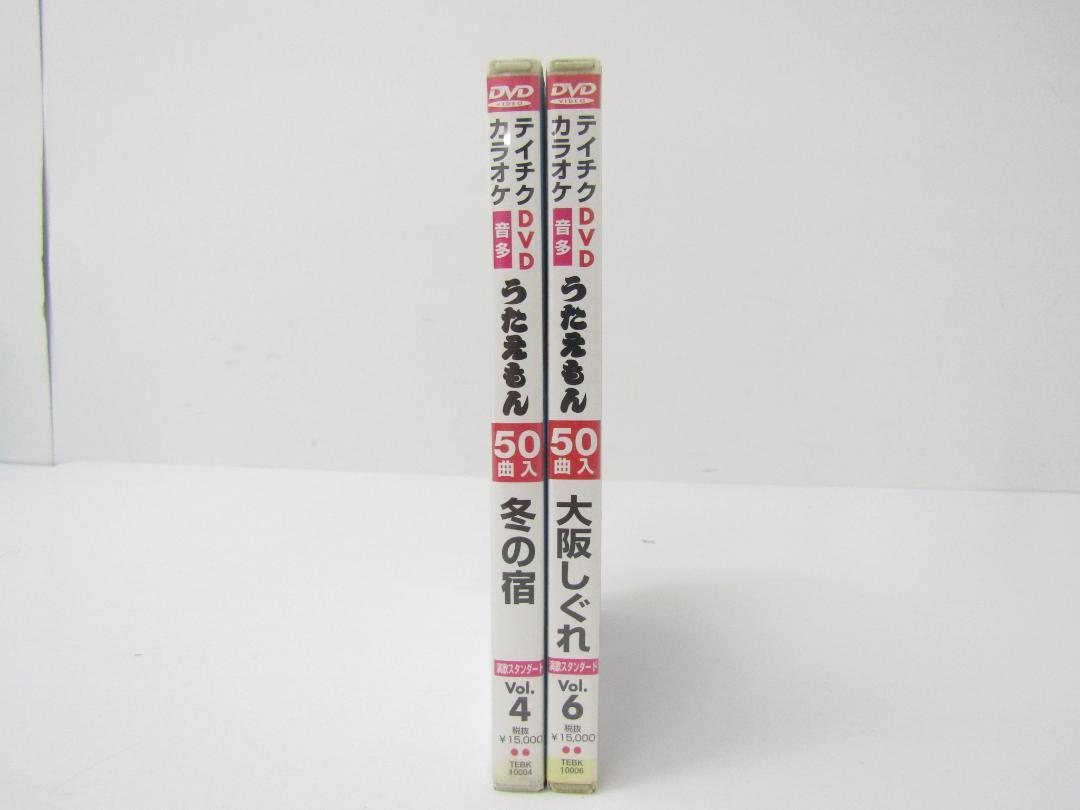 DVD
VIDEO
テイチクDVD
カラオケ
音多
うたえもん
50
曲入
冬の宿
演歌スタンダード
Vol.
4
税抜
￥15,000
TEBK
10004
DVD
VIDEO
テイチクDVD
カラオケ
音多
うたえもん
50
曲入
大阪しぐれ
演歌スタンダード
Vol.
6
税抜
￥15,000
TEBK
10006